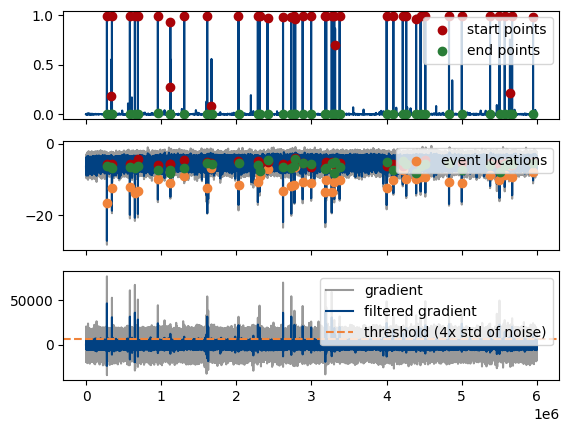 1.0
start points
end points
0.5
0.0
0
event locations
−20
gradient
filtered gradient
threshold (4x std of noise)
50000
0
0 1 2 3 4 5 6
1e6